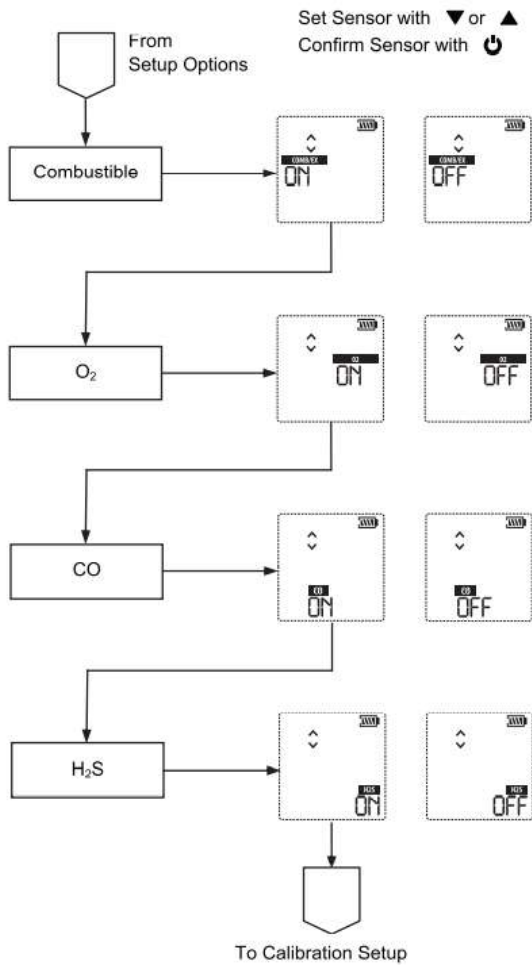 Set Sensor with ▼ or ▲
Confirm Sensor with ⏻
From
Setup Options
Combustible
COMB/EX
ON
COMB/EX
OFF
O₂
O2
ON
O2
OFF
CO
CO
ON
CO
OFF
H₂S
H2S
ON
H2S
OFF
To Calibration Setup